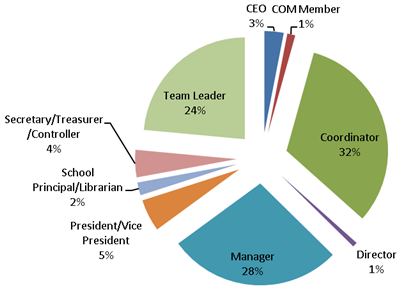 CEO
3%
COM Member
1%
Coordinator
32%
Director
1%
Manager
28%
President/Vice
President
5%
School
Principal/Librarian
2%
Secretary/Treasurer
/Controller
4%
Team Leader
24%